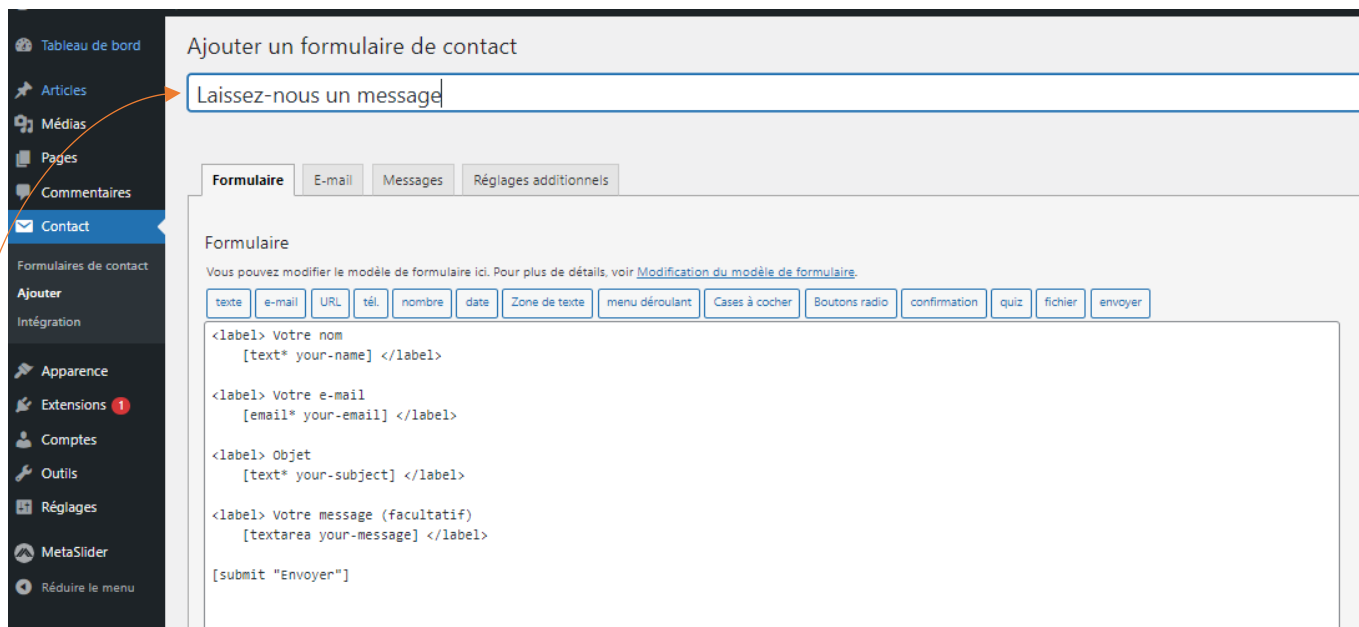 Tableau de bord
Articles
Médias
Pages
Commentaires
Contact
Formulaires de contact
Ajouter
Intégration
Apparence
Extensions 1
Comptes
Outils
Réglages
MetaSlider
Réduire le menu
Ajouter un formulaire de contact
Laissez-nous un message
Formulaire E-mail Messages Réglages additionnels
Formulaire
Vous pouvez modifier le modèle de formulaire ici. Pour plus de détails, voir Modification du modèle de formulaire.
texte e-mail URL tél. nombre date Zone de texte menu déroulant Cases à cocher Boutons radio confirmation quiz fichier envoyer
<label> Votre nom
[text* your-name] </label>
<label> Votre e-mail
[email* your-email] </label>
<label> Objet
[text* your-subject] </label>
<label> Votre message (facultatif)
[textarea your-message] </label>
[submit "Envoyer"]